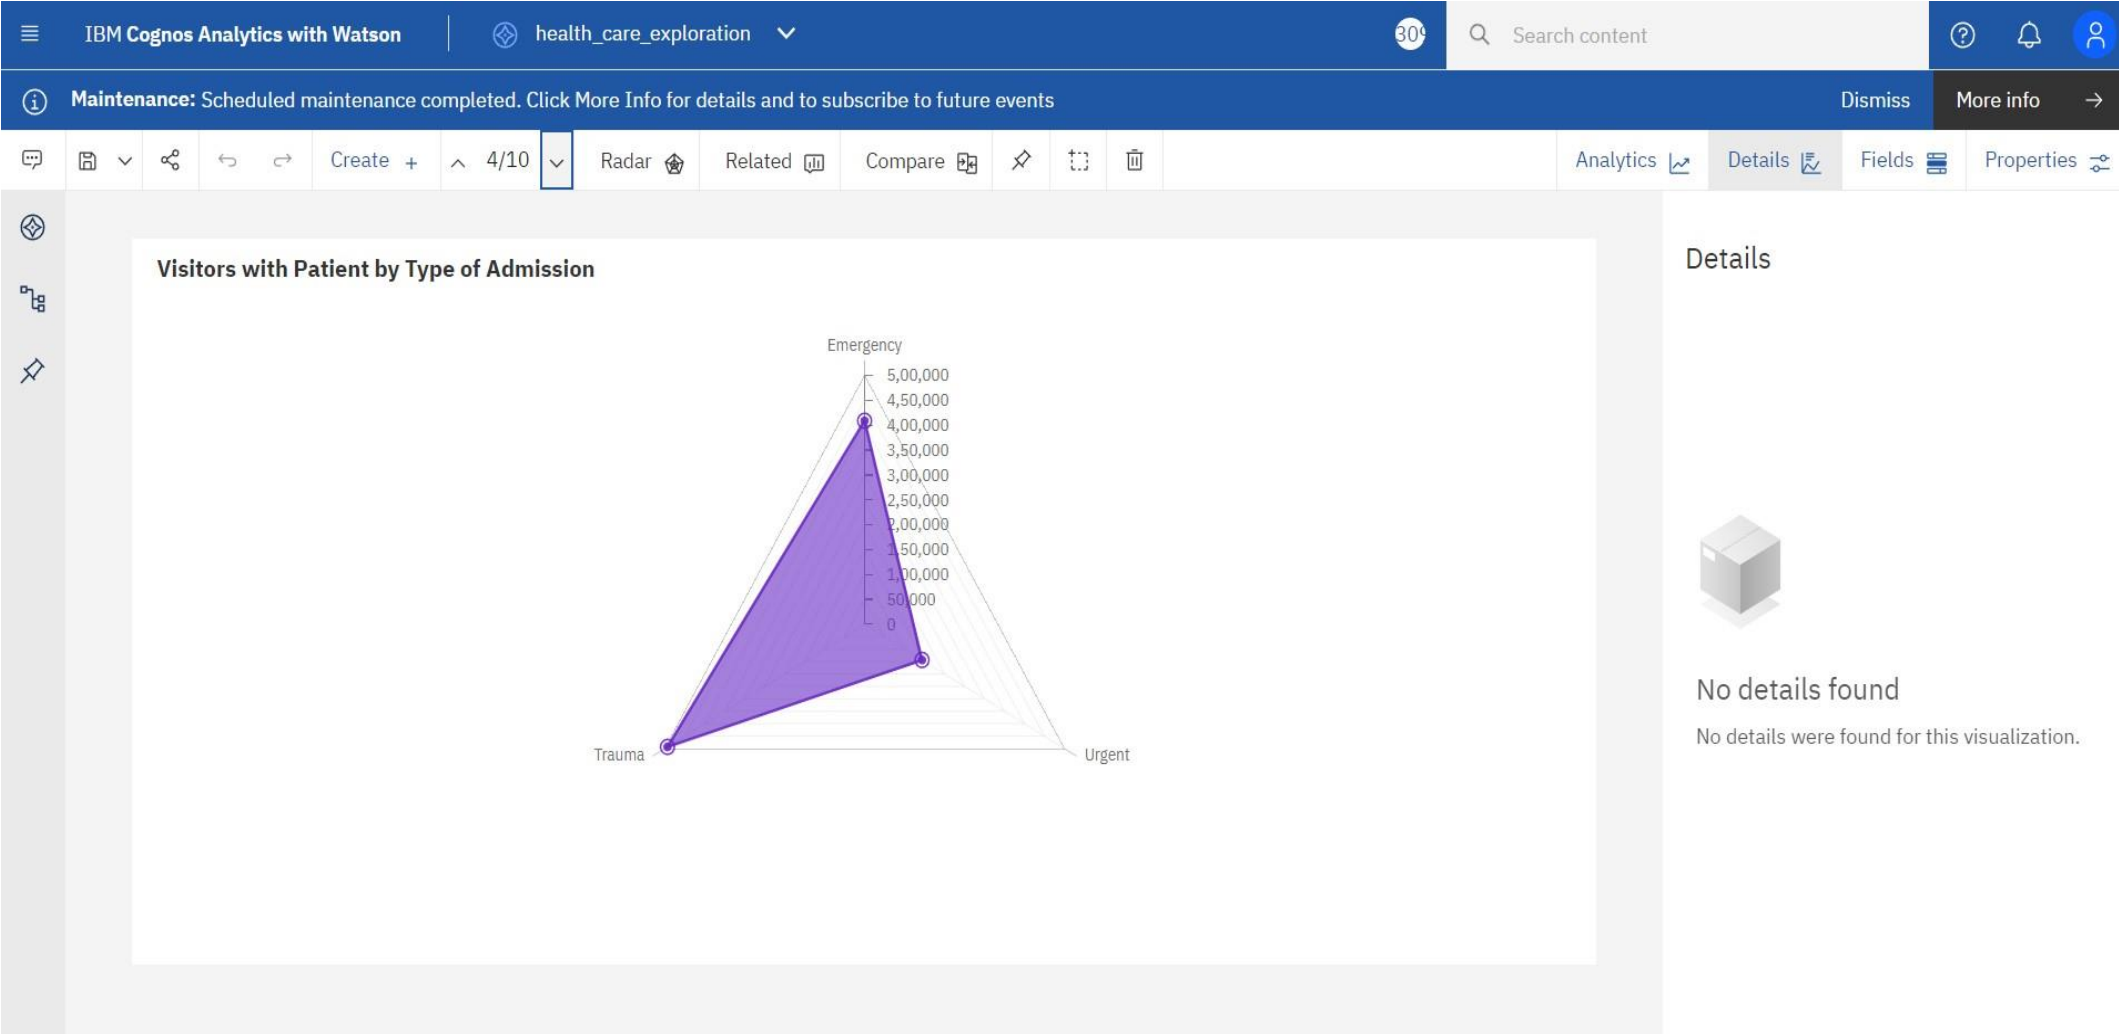 IBM Cognos Analytics with Watson
health_care_exploration
Search content
Maintenance: Scheduled maintenance completed. Click More Info for details and to subscribe to future events
Dismiss
More info
Create
4/10
Radar
Related
Compare
Analytics
Details
Fields
Properties
Visitors with Patient by Type of Admission
Details
Emergency
5,00,000
4,50,000
4,00,000
3,50,000
3,00,000
2,50,000
2,00,000
1,50,000
1,00,000
50,000
0
Trauma
Urgent
No details found
No details were found for this visualization.